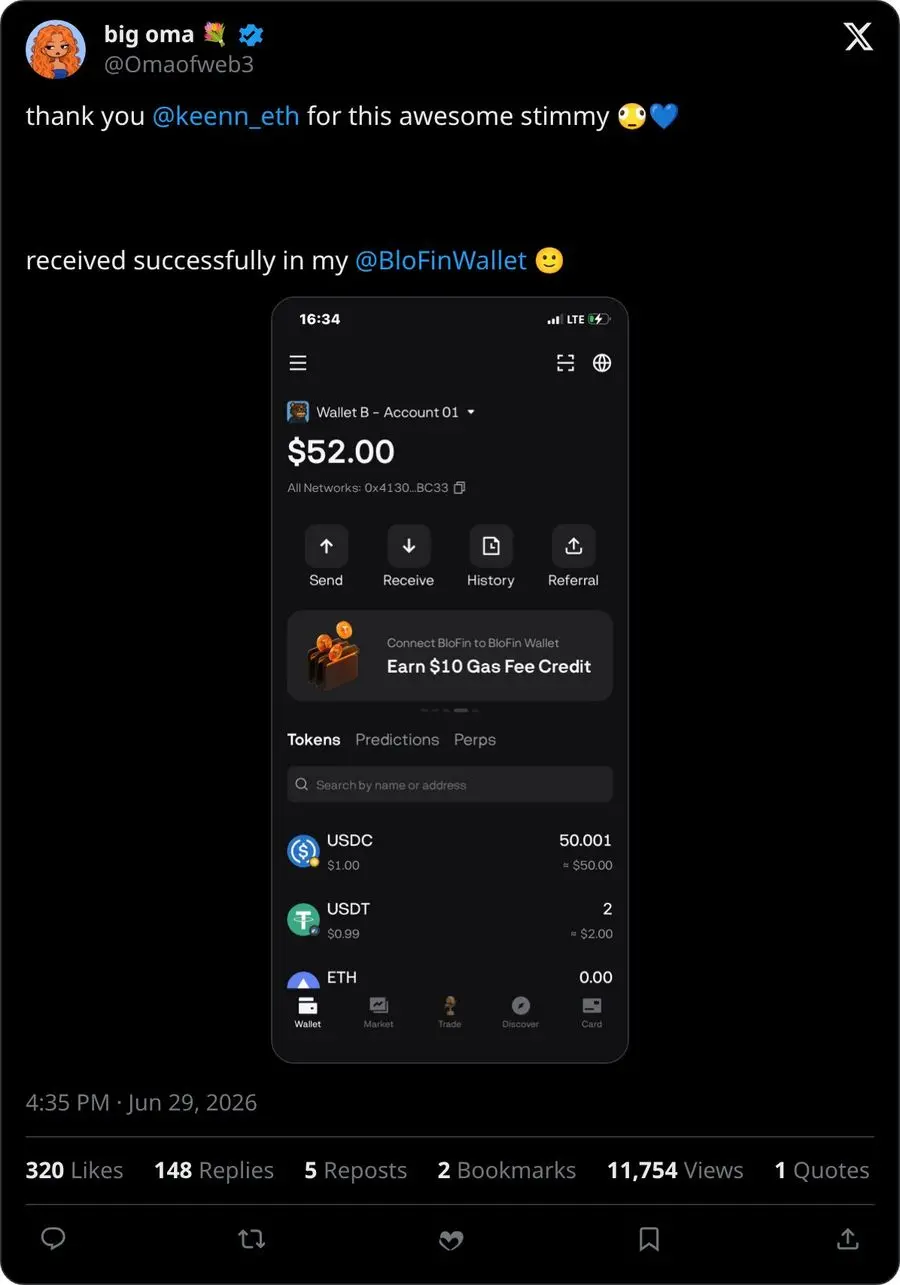 big oma 💐
@Omaofweb3
thank you @keenn_eth for this awesome stimmy 😳💙
received successfully in my @BloFinWallet 🙂
16:34
LTE
Wallet B - Account 01
$52.00
All Networks: 0x4130...BC33
Send Receive History Referral
Connect BloFin to BloFin Wallet
Earn $10 Gas Fee Credit
Tokens Predictions Perps
Search by name or address
USDC 50.001
$1.00 ≈ $50.00
USDT 2
$0.99 ≈ $2.00
ETH 0.00
Wallet Market Trade Discover Card
4:35 PM · Jun 29, 2026
320 Likes 148 Replies 5 Reposts 2 Bookmarks 11,754 Views 1 Quotes